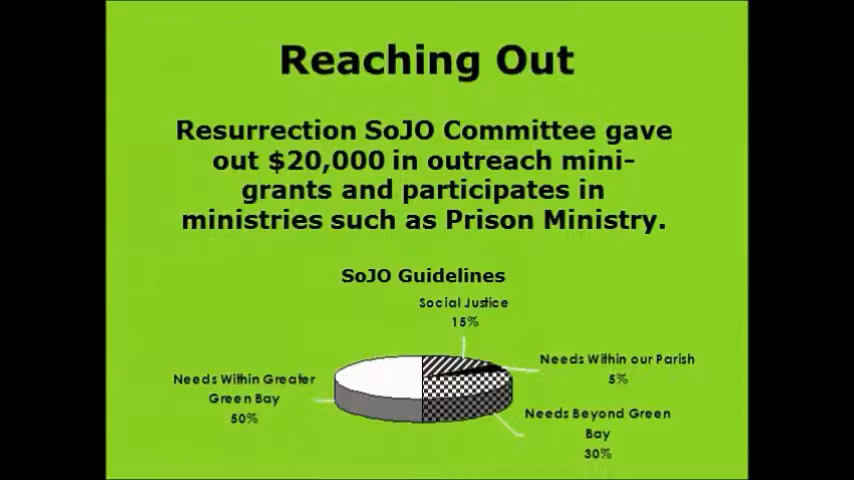 Reaching Out
Resurrection SoJO Committee gave
out $20,000 in outreach mini-
grants and participates in
ministries such as Prison Ministry.
SoJO Guidelines
Social Justice
15%
Needs Within our Parish
5%
Needs Within Greater
Green Bay
50%
Needs Beyond Green
Bay
30%